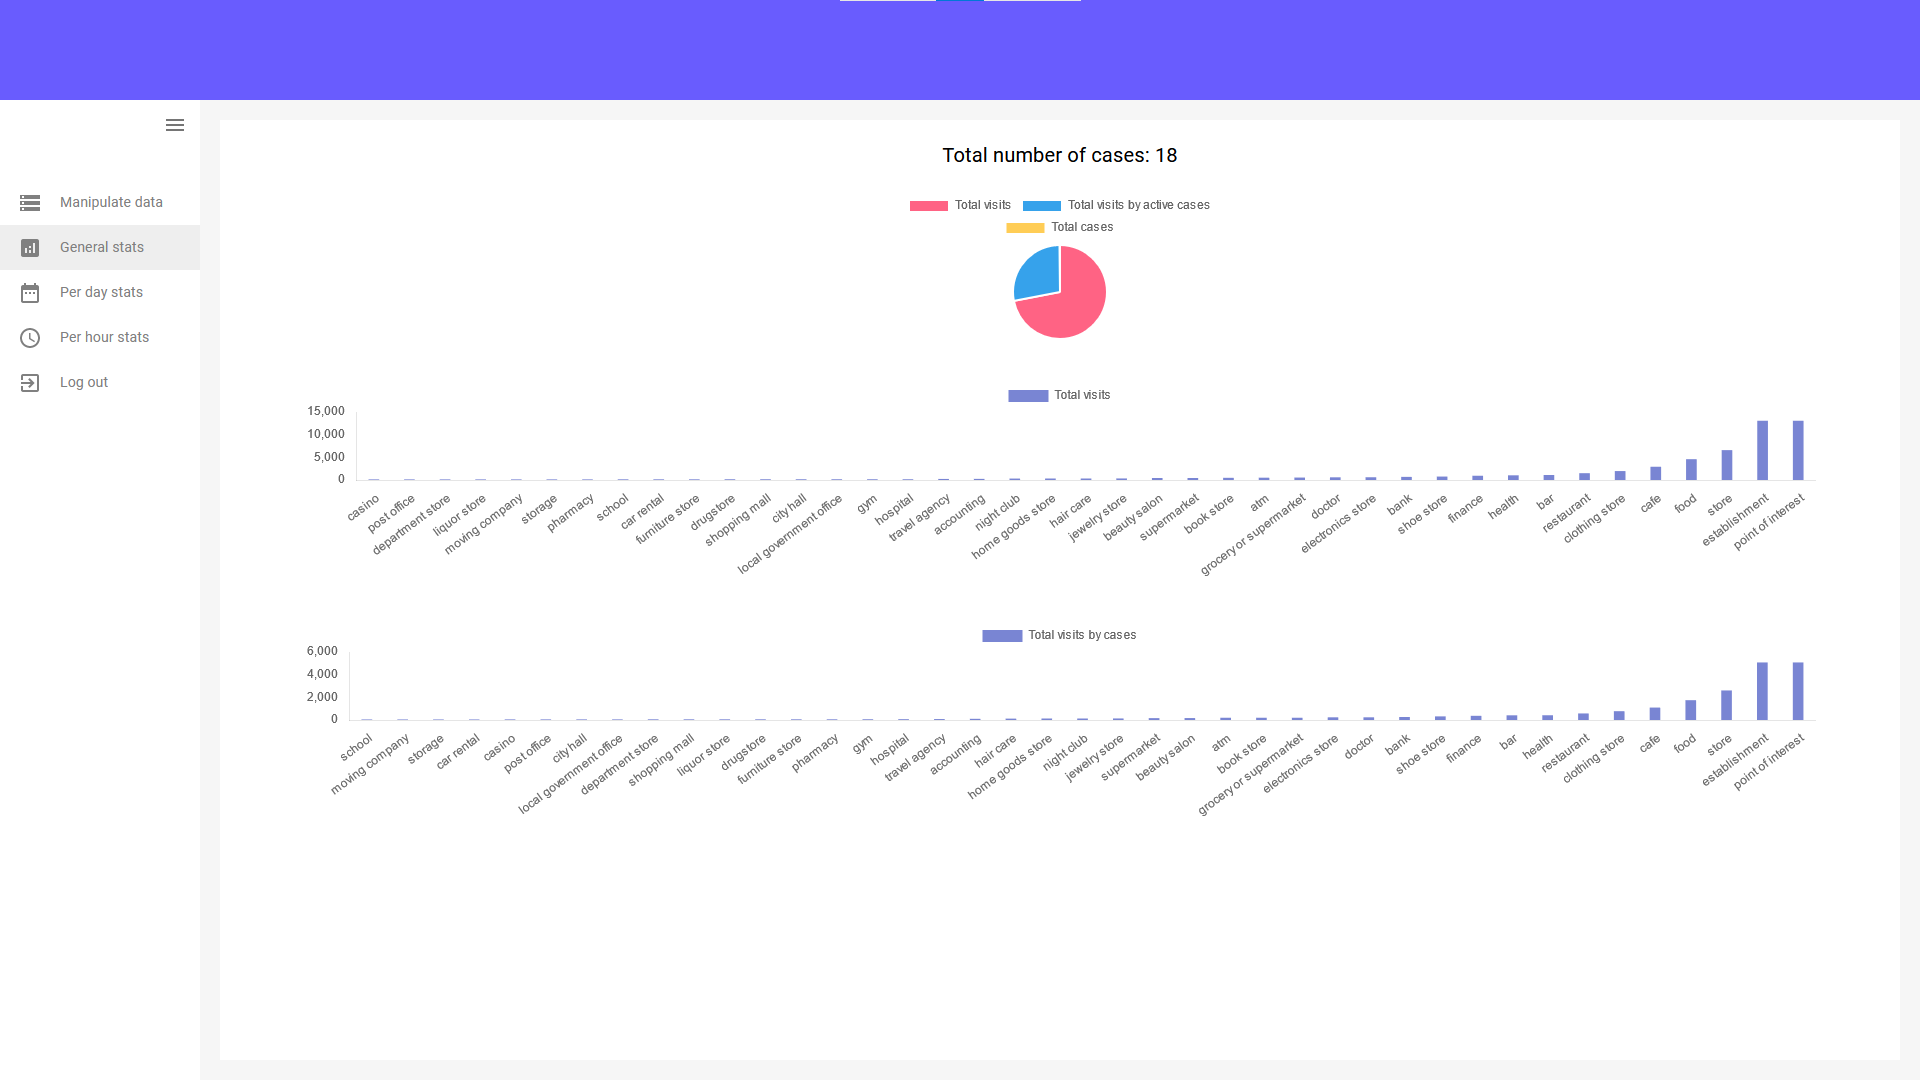 Manipulate data
General stats
Per day stats
Per hour stats
Log out
Total number of cases: 18
Total visits
Total visits by active cases
Total cases
Total visits
15,000
10,000
5,000
0
casino
post office
department store
liquor store
moving company
storage
pharmacy
school
car rental
furniture store
drugstore
shopping mall
city hall
local government office
gym
hospital
travel agency
accounting
night club
home goods store
hair care
jewelry store
beauty salon
supermarket
book store
atm
grocery or supermarket
doctor
electronics store
bank
shoe store
finance
health
bar
restaurant
clothing store
cafe
food
store
establishment
point of interest
Total visits by cases
6,000
4,000
2,000
0
school
moving company
storage
car rental
casino
post office
city hall
local government office
department store
shopping mall
liquor store
drugstore
furniture store
pharmacy
gym
hospital
travel agency
accounting
hair care
home goods store
night club
jewelry store
supermarket
beauty salon
atm
book store
grocery or supermarket
electronics store
doctor
bank
shoe store
finance
bar
health
restaurant
clothing store
cafe
food
store
establishment
point of interest